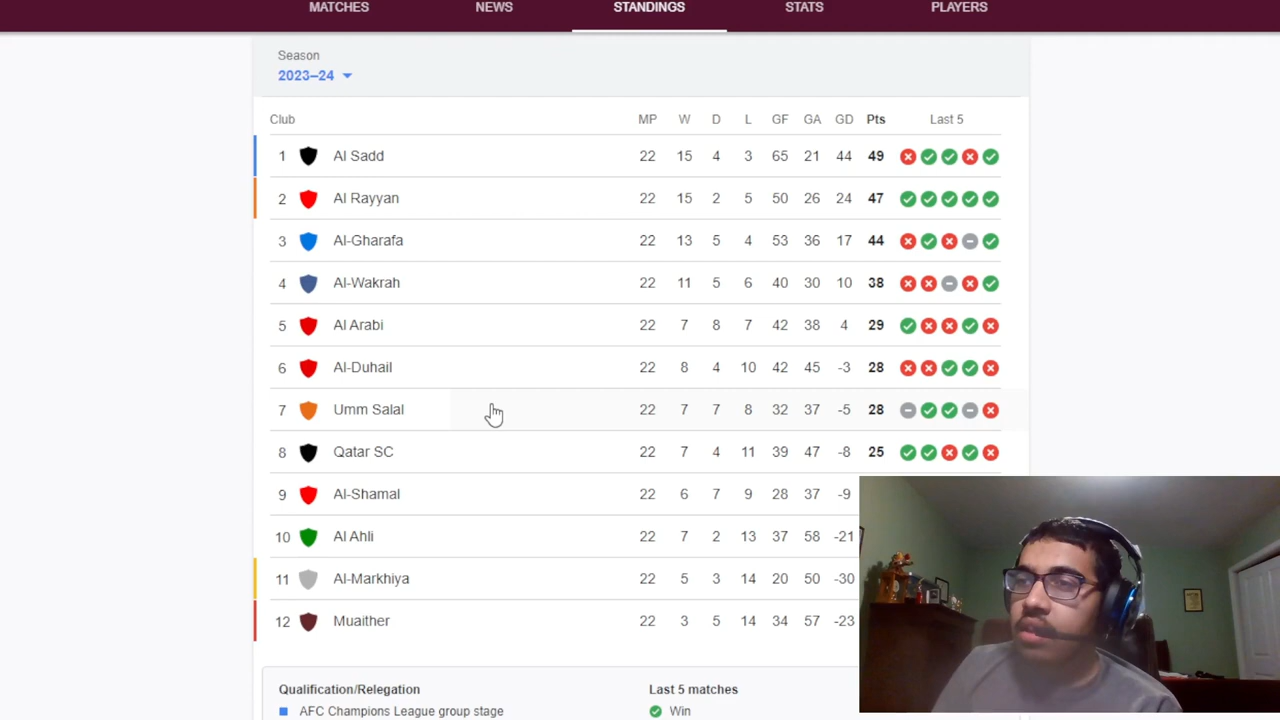 MATCHES NEWS STANDINGS STATS PLAYERS
Season
2023–24
Club MP W D L GF GA GD Pts Last 5
1 Al Sadd 22 15 4 3 65 21 44 49
2 Al Rayyan 22 15 2 5 50 26 24 47
3 Al-Gharafa 22 13 5 4 53 36 17 44
4 Al-Wakrah 22 11 5 6 40 30 10 38
5 Al Arabi 22 7 8 7 42 38 4 29
6 Al-Duhail 22 8 4 10 42 45 -3 28
7 Umm Salal 22 7 7 8 32 37 -5 28
8 Qatar SC 22 7 4 11 39 47 -8 25
9 Al-Shamal 22 6 7 9 28 37 -9
10 Al Ahli 22 7 2 13 37 58 -21
11 Al-Markhiya 22 5 3 14 20 50 -30
12 Muaither 22 3 5 14 34 57 -23
Qualification/Relegation Last 5 matches
AFC Champions League group stage Win